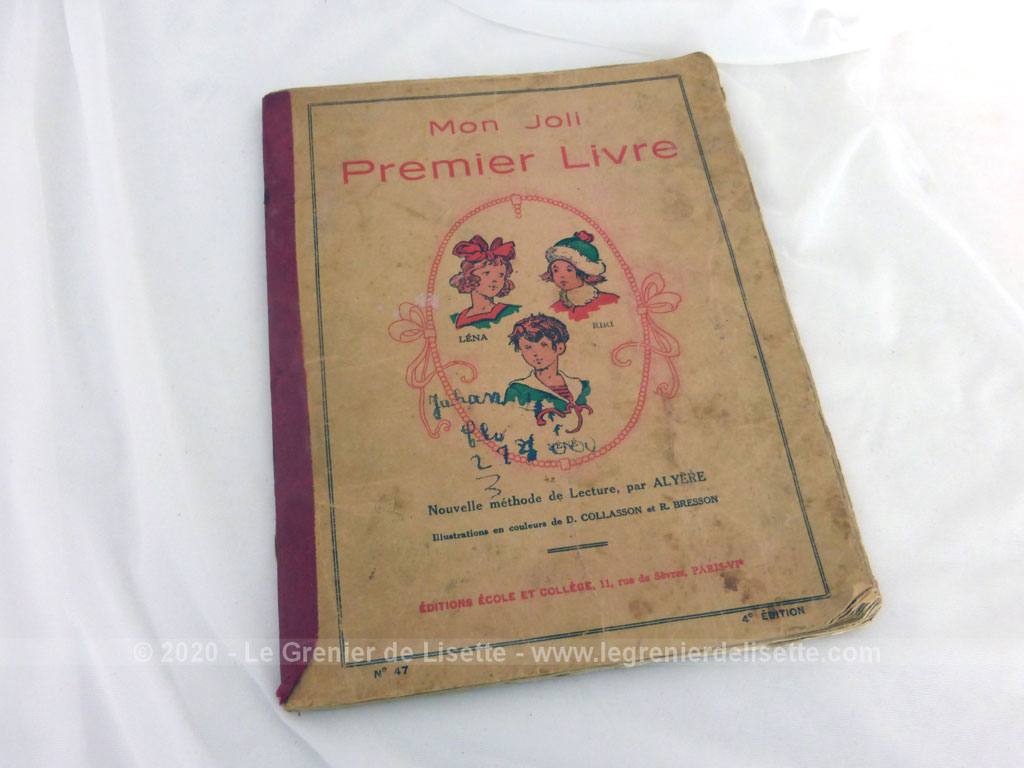 Mon Joli
Premier Livre
LÉNA
RIRI
2
3
Nouvelle méthode de Lecture, par ALYÈRE
Illustrations en couleurs de D. COLLASSON et R. BRESSON
ÉDITIONS ÉCOLE ET COLLÈGE, 11, rue de Sèvres, PARIS-VIᵉ
4ᵉ ÉDITION
N° 47
© 2020 - Le Grenier de Lisette - www.legrenierdelisette.com